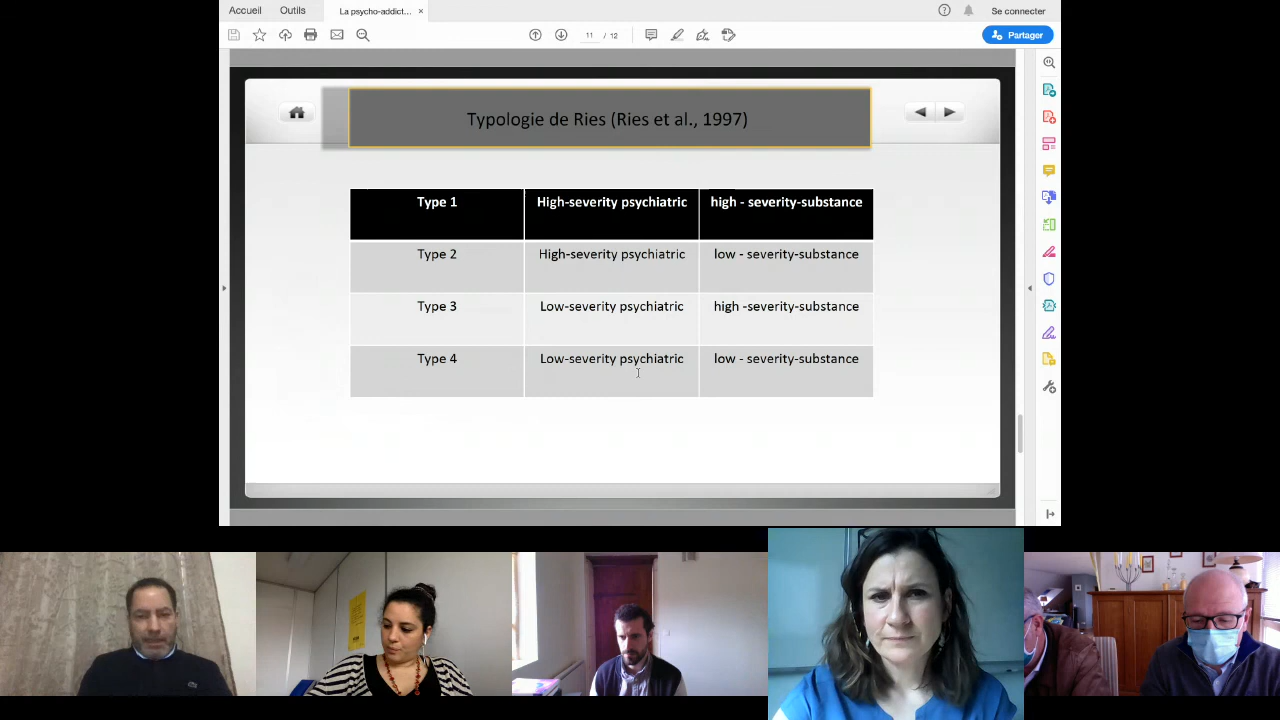 Accueil
Outils
La psycho-addict...
×
Se connecter
11 / 12
Partager
Typologie de Ries (Ries et al., 1997)
Type 1
High-severity psychiatric
high - severity-substance
Type 2
High-severity psychiatric
low - severity-substance
Type 3
Low-severity psychiatric
high -severity-substance
Type 4
Low-severity psychiatric
low - severity-substance